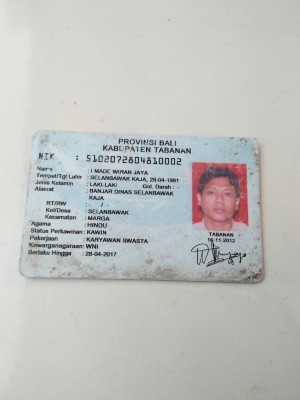 PROVINSI BALI
KABUPATEN TABANAN
NIK : 5102072804810002
Nama : I MADE WIRAN JAYA
Tempat/Tgl Lahir : SELANBAWAK KAJA, 28-04-1981
Jenis Kelamin : LAKI-LAKI Gol. Darah : -
Alamat : BANJAR DINAS SELANBAWAK
KAJA
RT/RW : / -
Kel/Desa : SELANBAWAK
Kecamatan : MARGA
Agama : HINDU
Status Perkawinan : KAWIN
Pekerjaan : KARYAWAN SWASTA
Kewarganegaraan : WNI
Berlaku Hingga : 28-04-2017
TABANAN
16-11-2012